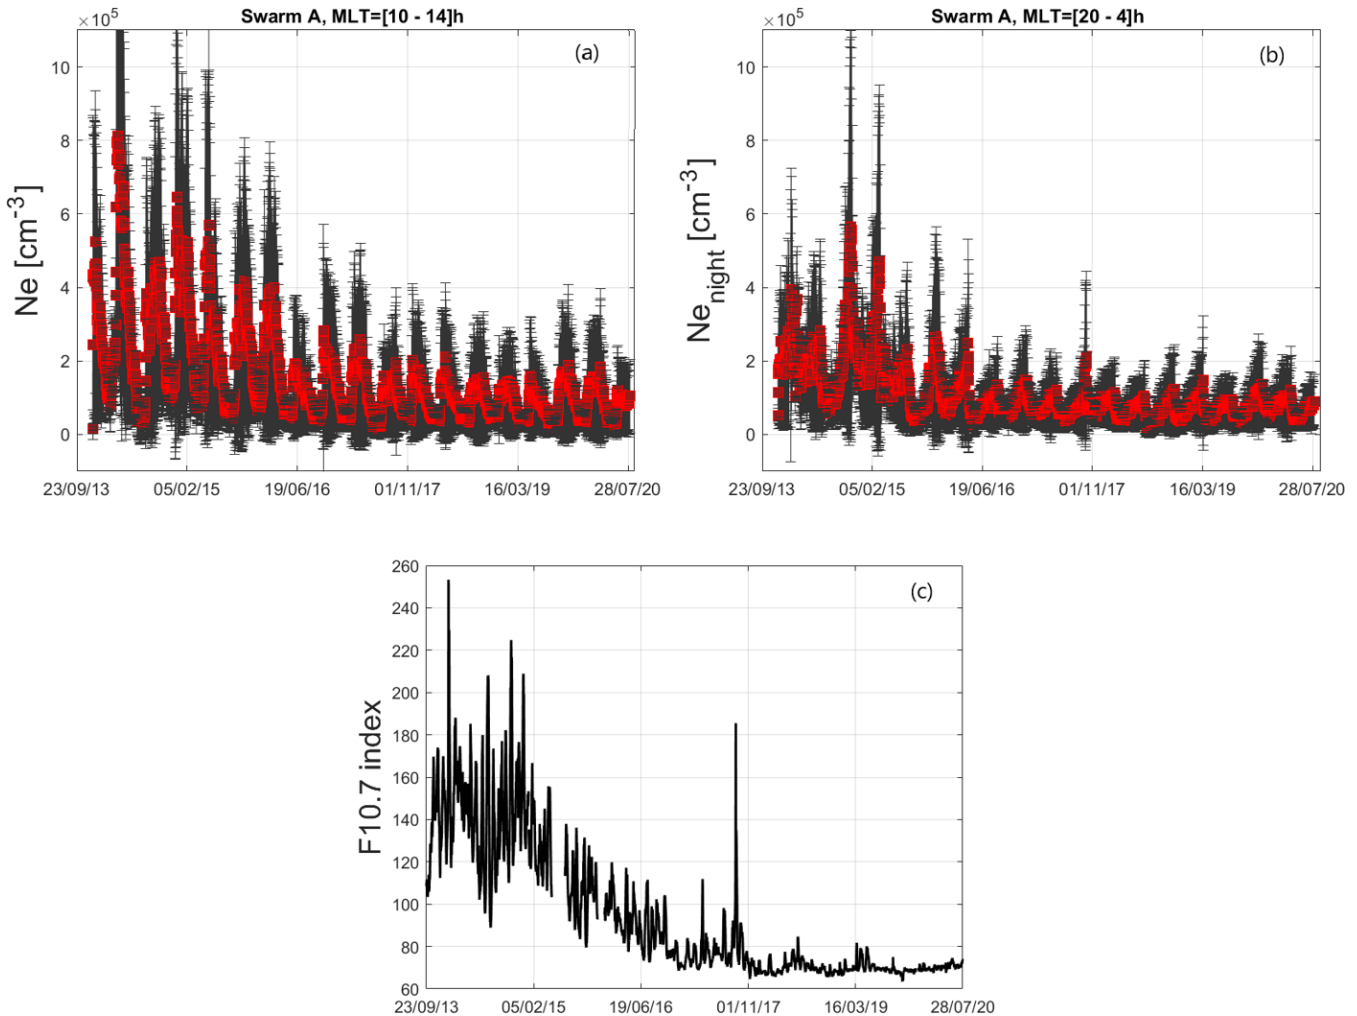 Swarm A, MLT=[10 - 14]h
×10⁵
(a)
10
8
6
4
2
0
Ne [cm⁻³]
23/09/13 05/02/15 19/06/16 01/11/17 16/03/19 28/07/20
Swarm A, MLT=[20 - 4]h
×10⁵
(b)
10
8
6
4
2
0
Ne_night [cm⁻³]
23/09/13 05/02/15 19/06/16 01/11/17 16/03/19 28/07/20
(c)
260
240
220
200
180
160
140
120
100
80
60
F10.7 index
23/09/13 05/02/15 19/06/16 01/11/17 16/03/19 28/07/20